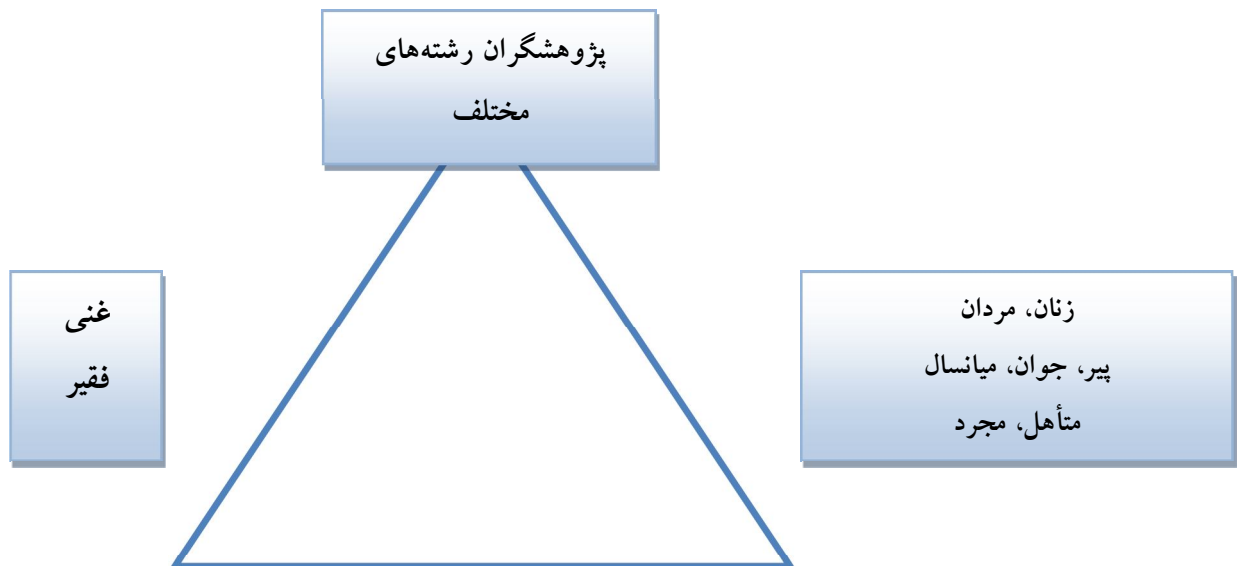 پژوهشگران رشته‌های
مختلف
زنان، مردان
پیر، جوان، میانسال
متأهل، مجرد
غنی
فقیر